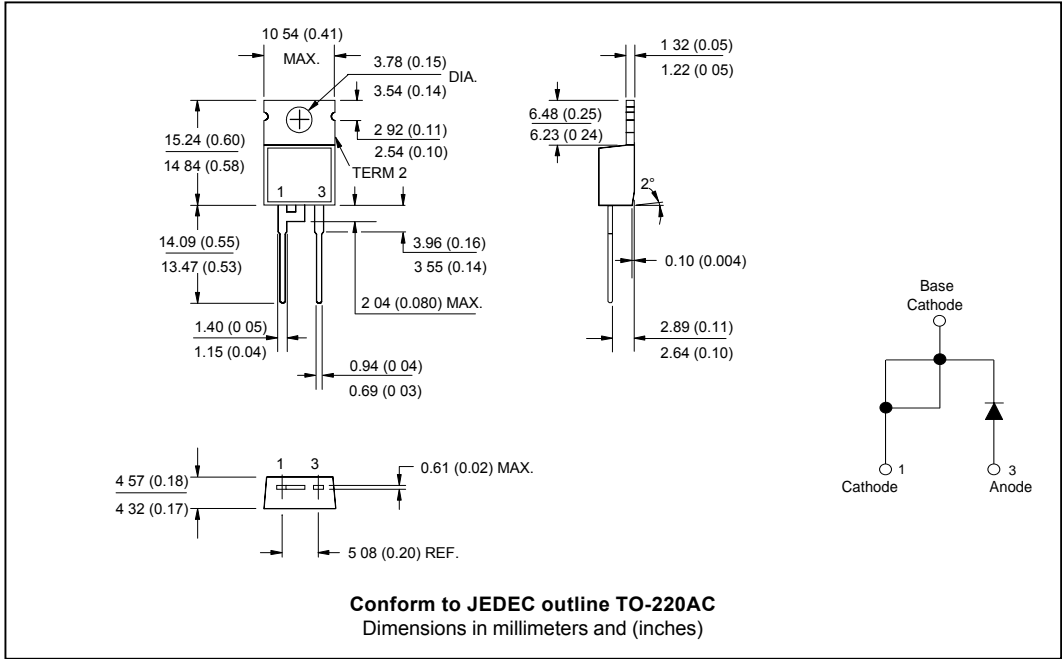 10 54 (0.41)
MAX.
3.78 (0.15)
3.54 (0.14)
DIA.
2 92 (0.11)
2.54 (0.10)
15.24 (0.60)
14 84 (0.58)
TERM 2
1 3
14.09 (0.55)
13.47 (0.53)
3.96 (0.16)
3 55 (0.14)
2 04 (0.080) MAX.
1.40 (0 05)
1.15 (0.04)
0.94 (0 04)
0.69 (0 03)
1 32 (0.05)
1.22 (0 05)
6.48 (0.25)
6.23 (0 24)
2°
0.10 (0.004)
2.89 (0.11)
2.64 (0.10)
Base
Cathode
1
Cathode
3
Anode
1 3
0.61 (0.02) MAX.
4 57 (0.18)
4 32 (0.17)
5 08 (0.20) REF.
Conform to JEDEC outline TO-220AC
Dimensions in millimeters and (inches)